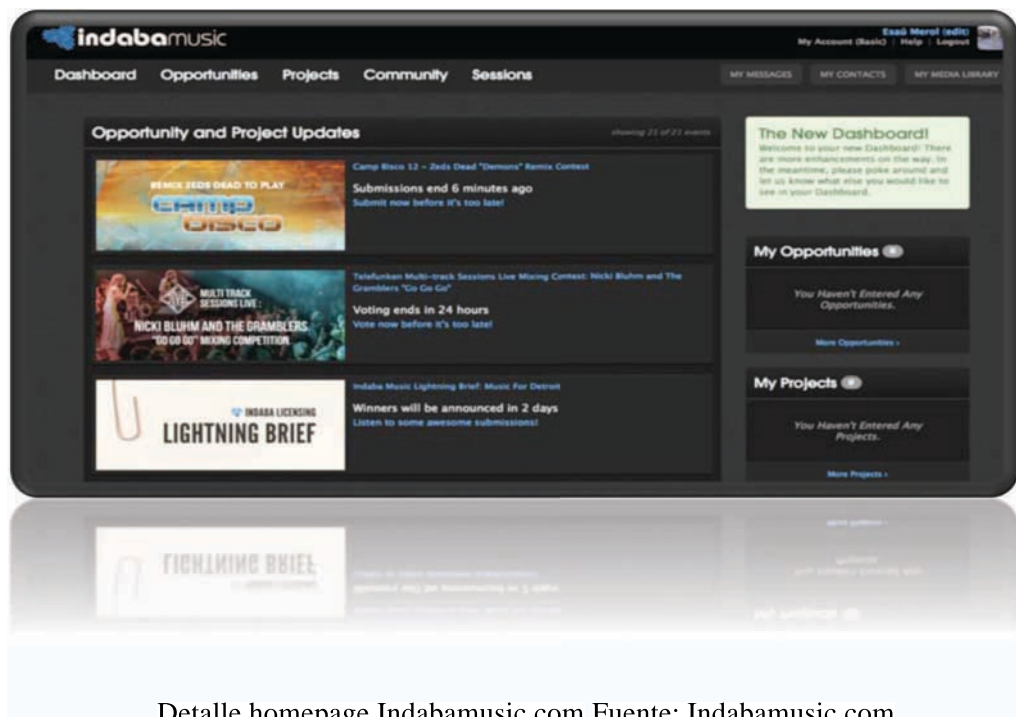 indabamusic
Esaú Merol (edit)
My Account (Basic) | Help | Logout
Dashboard Opportunities Projects Community Sessions
MY MESSAGES MY CONTACTS MY MEDIA LIBRARY
Opportunity and Project Updates
showing 21 of 21 events
REMIX ZEDS DEAD TO PLAY
CAMP
BISCO
Camp Bisco 12 – Zeds Dead "Demons" Remix Contest
Submissions end 6 minutes ago
Submit now before it's too late!
MULTI TRACK
SESSIONS LIVE :
NICKI BLUHM AND THE GRAMBLERS
"GO GO GO" MIXING COMPETITION
Telefunken Multi-track Sessions Live Mixing Contest: Nicki Bluhm and The
Gramblers "Go Go Go"
Voting ends in 24 hours
Vote now before it's too late!
INDABA LICENSING
LIGHTNING BRIEF
Indaba Music Lightning Brief: Music For Detroit
Winners will be announced in 2 days
Listen to some awesome submissions!
The New Dashboard!
Welcome to your new Dashboard! There
are more enhancements on the way. In
the meantime, please poke around and
let us know what else you would like to
see in your Dashboard.
My Opportunities
You Haven't Entered Any
Opportunities.
More Opportunities ›
My Projects
You Haven't Entered Any
Projects.
More Projects ›
Detalle homepage Indabamusic.com Fuente: Indabamusic.com